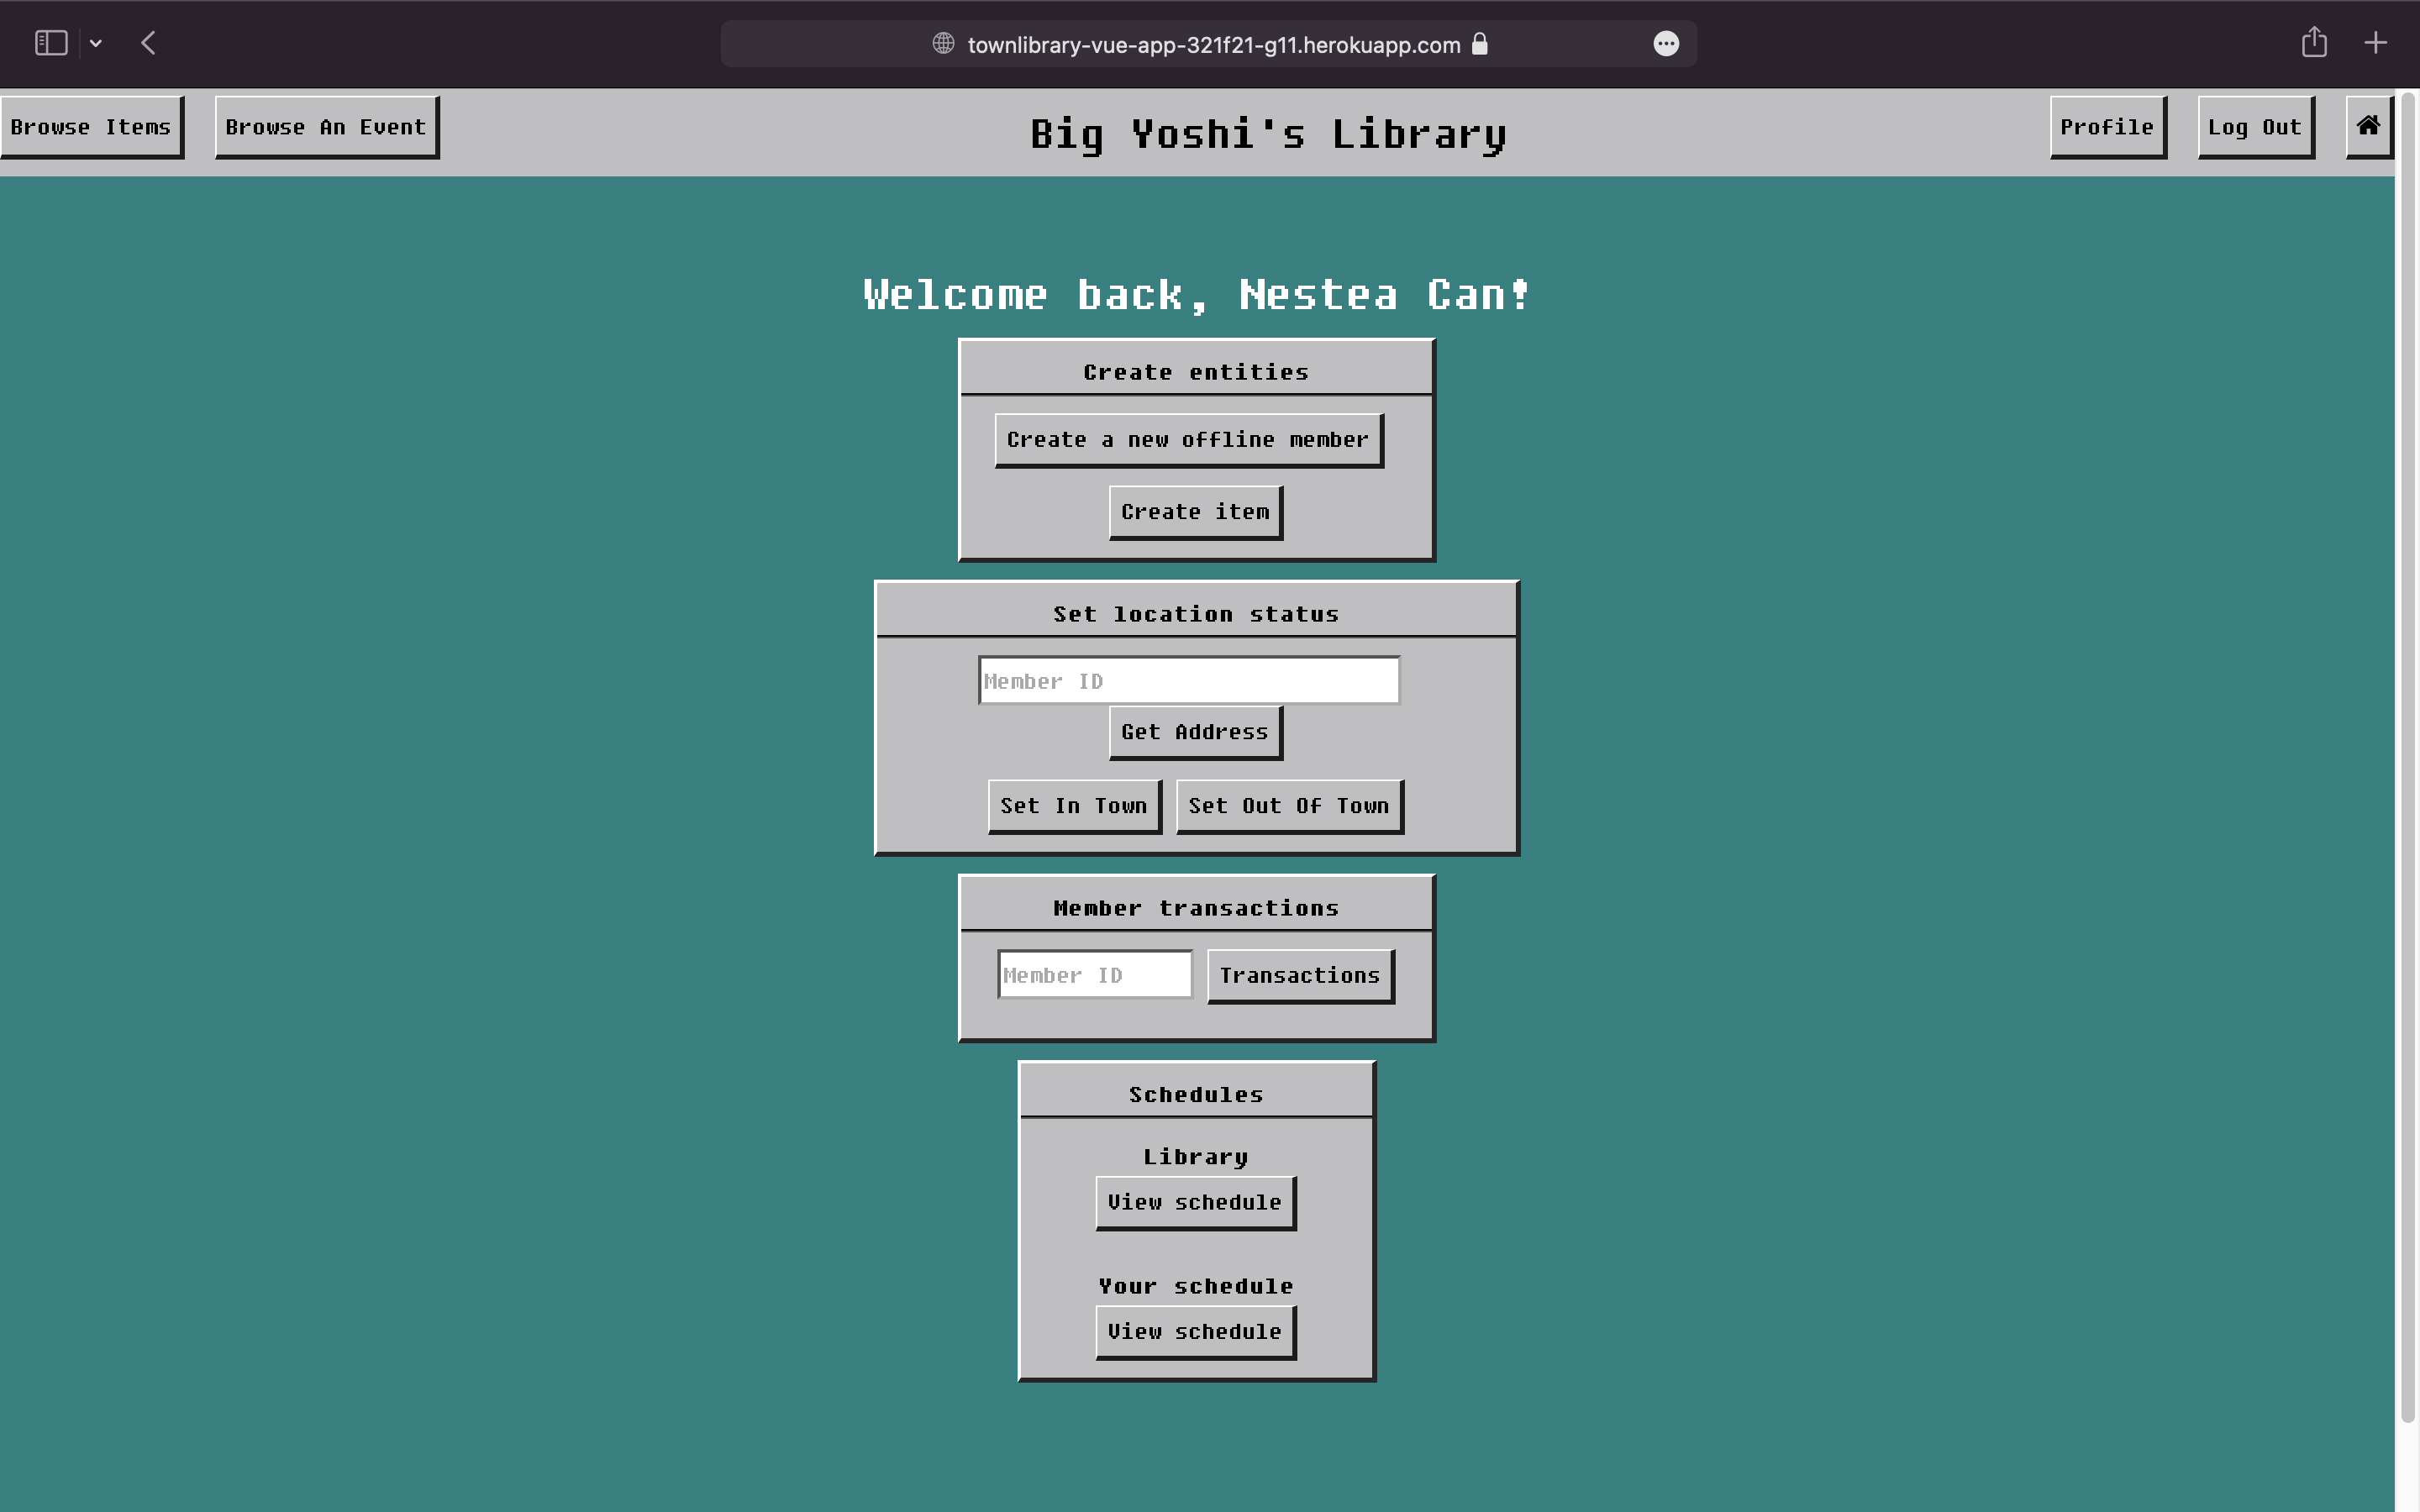 townlibrary-vue-app-321f21-g11.herokuapp.com
Browse Items
Browse An Event
Big Yoshi's Library
Profile
Log Out
Welcome back, Nestea Can!
Create entities
Create a new offline member
Create item
Set location status
Member ID
Get Address
Set In Town
Set Out Of Town
Member transactions
Member ID
Transactions
Schedules
Library
View schedule
Your schedule
View schedule